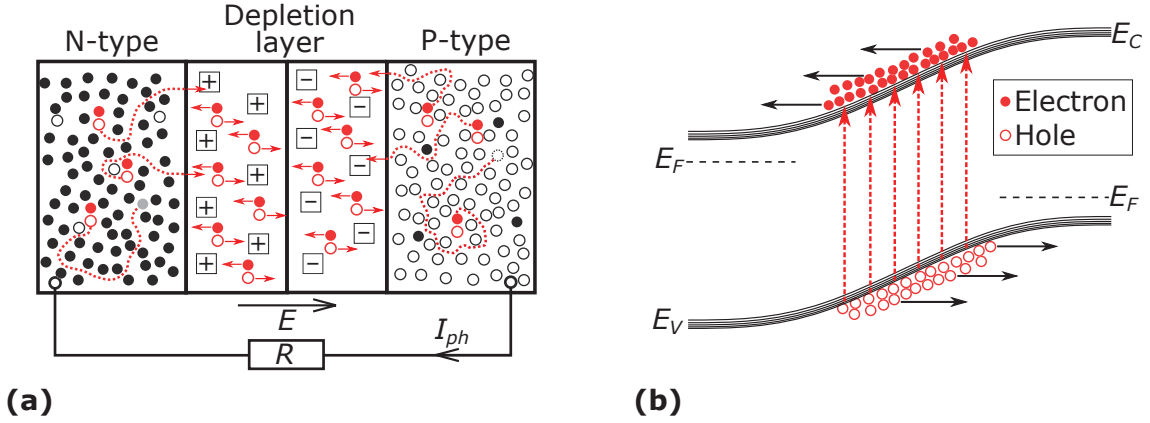 Depletion
layer
N-type
P-type
+
+
+
+
+
+
+
−
−
−
−
−
−
−
E
I_ph
R
(a)
E_C
Electron
Hole
E_F
E_F
E_V
(b)